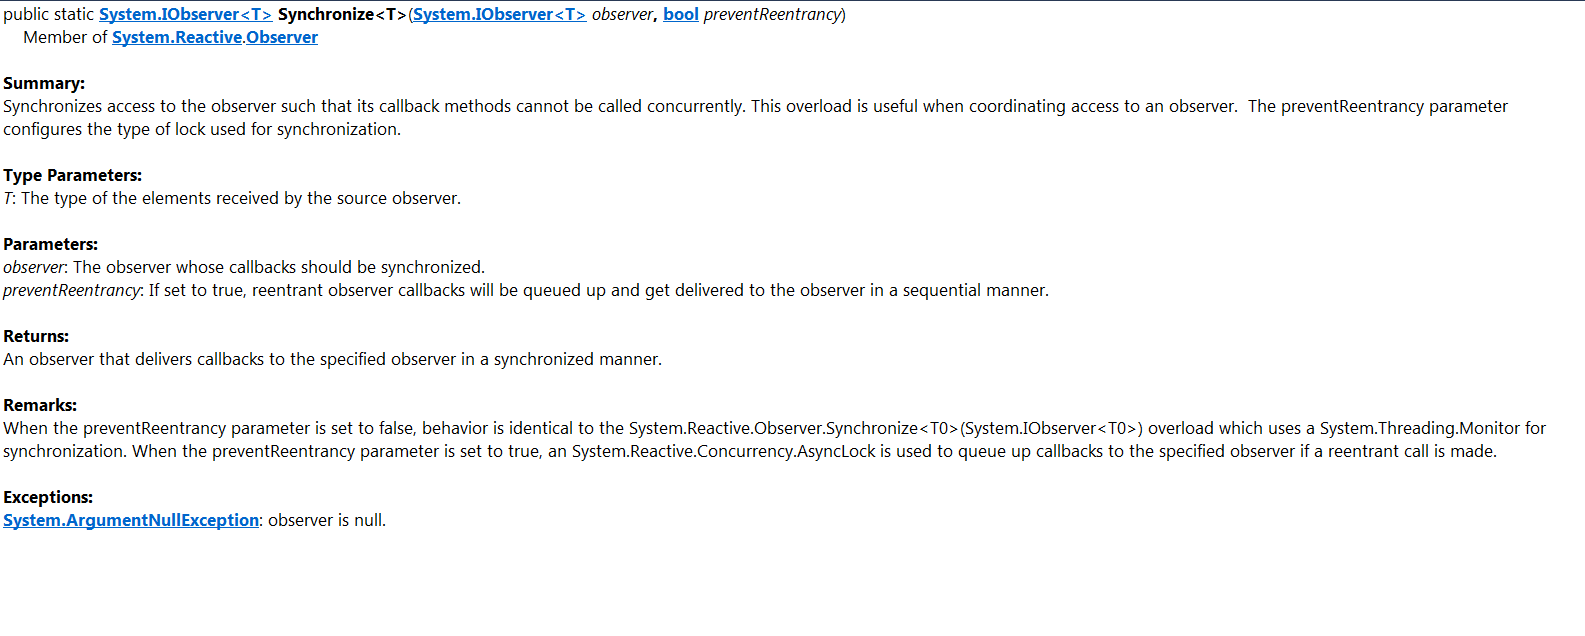 public static System.IObserver<T> Synchronize<T>(System.IObserver<T> observer, bool preventReentrancy)
Member of System.Reactive.Observer
Summary:
Synchronizes access to the observer such that its callback methods cannot be called concurrently. This overload is useful when coordinating access to an observer.  The preventReentrancy parameter
configures the type of lock used for synchronization.
Type Parameters:
T: The type of the elements received by the source observer.
Parameters:
observer: The observer whose callbacks should be synchronized.
preventReentrancy: If set to true, reentrant observer callbacks will be queued up and get delivered to the observer in a sequential manner.
Returns:
An observer that delivers callbacks to the specified observer in a synchronized manner.
Remarks:
When the preventReentrancy parameter is set to false, behavior is identical to the System.Reactive.Observer.Synchronize<T0>(System.IObserver<T0>) overload which uses a System.Threading.Monitor for
synchronization. When the preventReentrancy parameter is set to true, an System.Reactive.Concurrency.AsyncLock is used to queue up callbacks to the specified observer if a reentrant call is made.
Exceptions:
System.ArgumentNullException: observer is null.